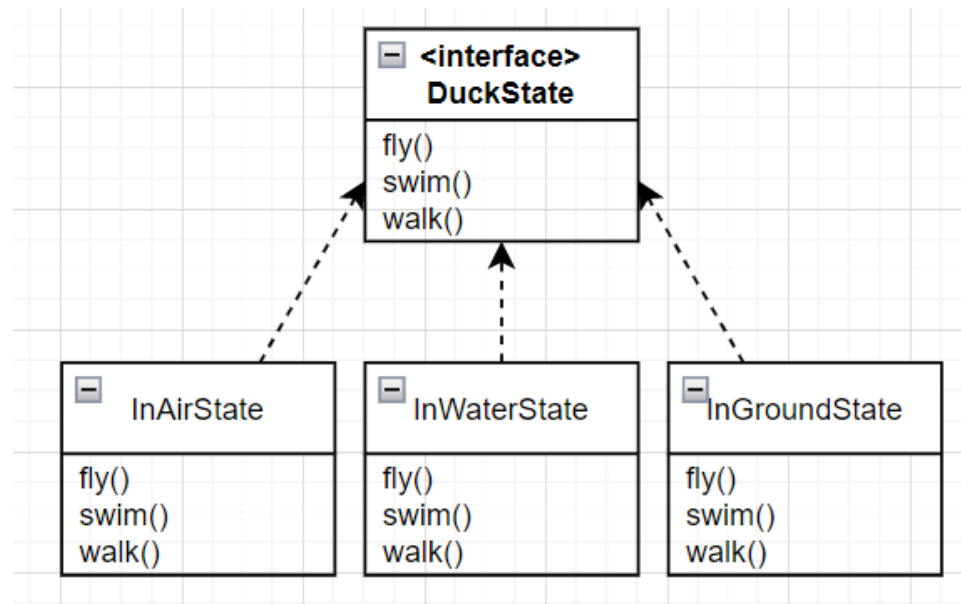 <interface>
DuckState
fly()
swim()
walk()
InAirState
fly()
swim()
walk()
InWaterState
fly()
swim()
walk()
InGroundState
fly()
swim()
walk()